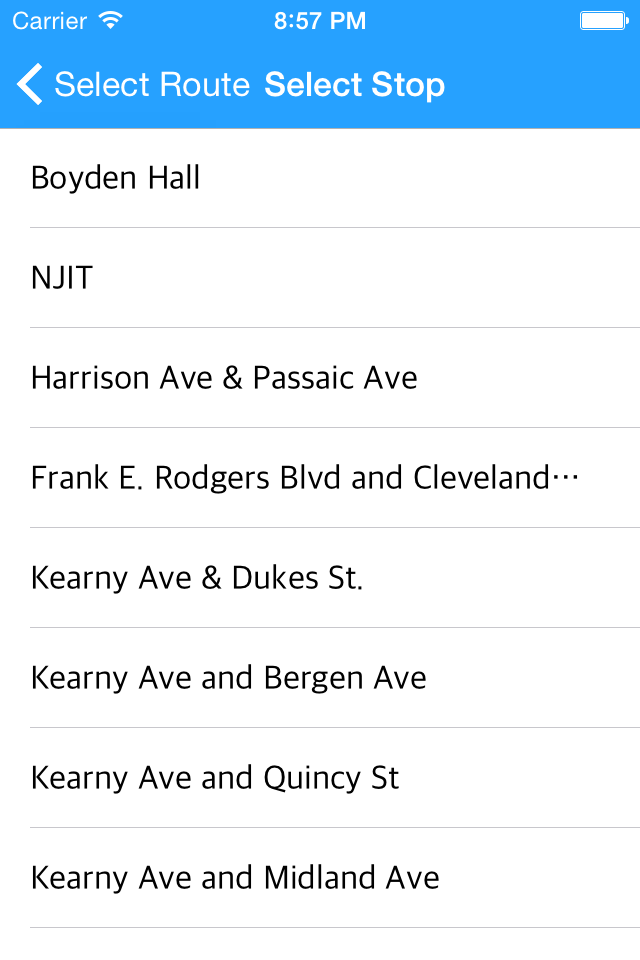 Carrier 8:57 PM
Select Route Select Stop
Boyden Hall
NJIT
Harrison Ave & Passaic Ave
Frank E. Rodgers Blvd and Cleveland…
Kearny Ave & Dukes St.
Kearny Ave and Bergen Ave
Kearny Ave and Quincy St
Kearny Ave and Midland Ave